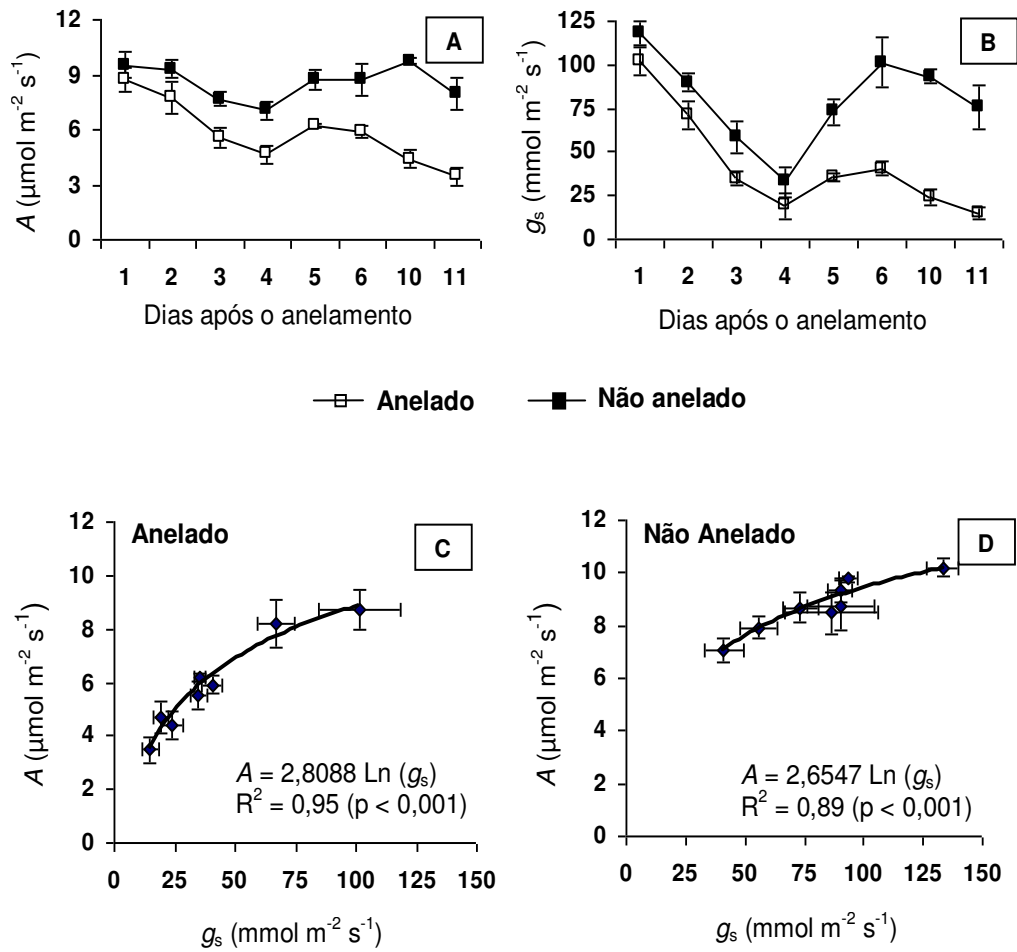 A
A (µmol m⁻² s⁻¹)
12
9
6
3
0
1 2 3 4 5 6 10 11
Dias após o anelamento
B
gₛ (mmol m⁻² s⁻¹)
125
100
75
50
25
0
1 2 3 4 5 6 10 11
Dias após o anelamento
Anelado Não anelado
Anelado
C
A (µmol m⁻² s⁻¹)
12
10
8
6
4
2
0
A = 2,8088 Ln (gₛ)
R² = 0,95 (p < 0,001)
0 25 50 75 100 125 150
gₛ (mmol m⁻² s⁻¹)
Não Anelado
D
A (µmol m⁻² s⁻¹)
12
10
8
6
4
2
0
A = 2,6547 Ln (gₛ)
R² = 0,89 (p < 0,001)
0 25 50 75 100 125 150
gₛ (mmol m⁻² s⁻¹)